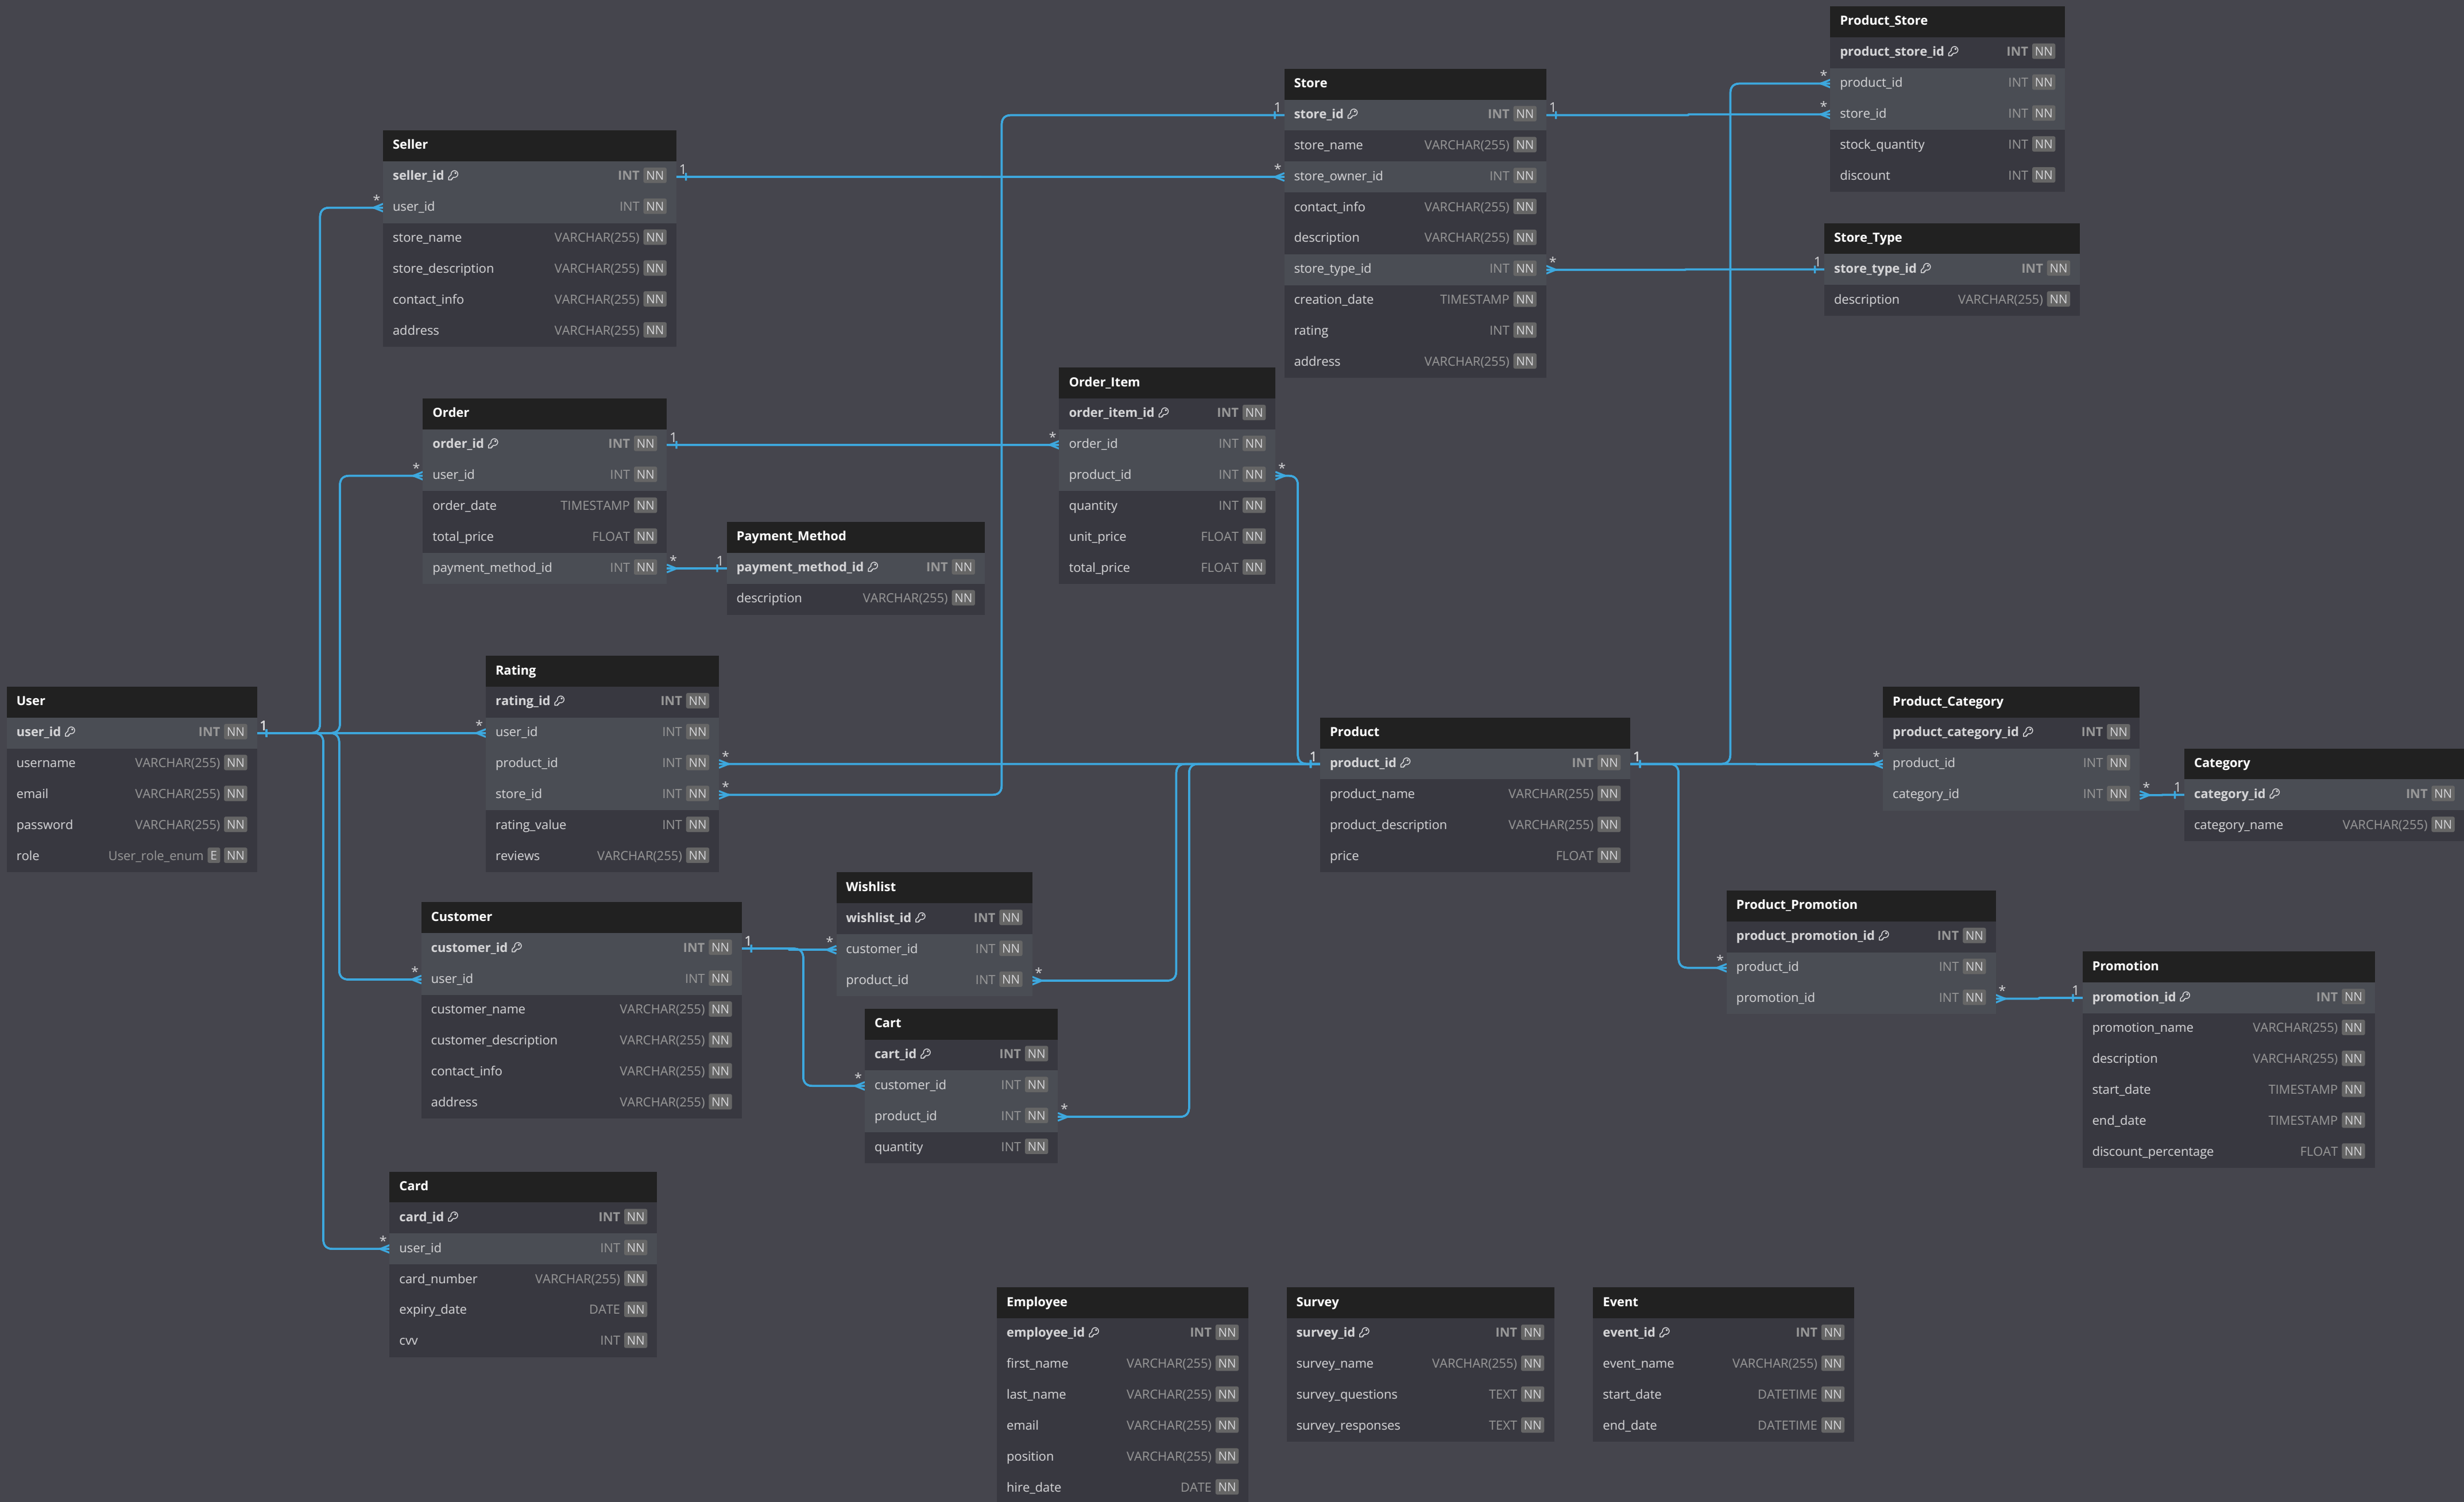 Product_Store
product_store_id INT NN
product_id INT NN
store_id INT NN
stock_quantity INT NN
discount INT NN
Store
store_id INT NN
store_name VARCHAR(255) NN
store_owner_id INT NN
contact_info VARCHAR(255) NN
description VARCHAR(255) NN
store_type_id INT NN
creation_date TIMESTAMP NN
rating INT NN
address VARCHAR(255) NN
Seller
seller_id INT NN
user_id INT NN
store_name VARCHAR(255) NN
store_description VARCHAR(255) NN
contact_info VARCHAR(255) NN
address VARCHAR(255) NN
Store_Type
store_type_id INT NN
description VARCHAR(255) NN
Order_Item
order_item_id INT NN
order_id INT NN
product_id INT NN
quantity INT NN
unit_price FLOAT NN
total_price FLOAT NN
Order
order_id INT NN
user_id INT NN
order_date TIMESTAMP NN
total_price FLOAT NN
payment_method_id INT NN
Payment_Method
payment_method_id INT NN
description VARCHAR(255) NN
Rating
rating_id INT NN
user_id INT NN
product_id INT NN
store_id INT NN
rating_value INT NN
reviews VARCHAR(255) NN
User
user_id INT NN
username VARCHAR(255) NN
email VARCHAR(255) NN
password VARCHAR(255) NN
role User_role_enum E NN
Product
product_id INT NN
product_name VARCHAR(255) NN
product_description VARCHAR(255) NN
price FLOAT NN
Product_Category
product_category_id INT NN
product_id INT NN
category_id INT NN
Category
category_id INT NN
category_name VARCHAR(255) NN
Wishlist
wishlist_id INT NN
customer_id INT NN
product_id INT NN
Customer
customer_id INT NN
user_id INT NN
customer_name VARCHAR(255) NN
customer_description VARCHAR(255) NN
contact_info VARCHAR(255) NN
address VARCHAR(255) NN
Product_Promotion
product_promotion_id INT NN
product_id INT NN
promotion_id INT NN
Promotion
promotion_id INT NN
promotion_name VARCHAR(255) NN
description VARCHAR(255) NN
start_date TIMESTAMP NN
end_date TIMESTAMP NN
discount_percentage FLOAT NN
Cart
cart_id INT NN
customer_id INT NN
product_id INT NN
quantity INT NN
Card
card_id INT NN
user_id INT NN
card_number VARCHAR(255) NN
expiry_date DATE NN
cvv INT NN
Employee
employee_id INT NN
first_name VARCHAR(255) NN
last_name VARCHAR(255) NN
email VARCHAR(255) NN
position VARCHAR(255) NN
hire_date DATE NN
Survey
survey_id INT NN
survey_name VARCHAR(255) NN
survey_questions TEXT NN
survey_responses TEXT NN
Event
event_id INT NN
event_name VARCHAR(255) NN
start_date DATETIME NN
end_date DATETIME NN